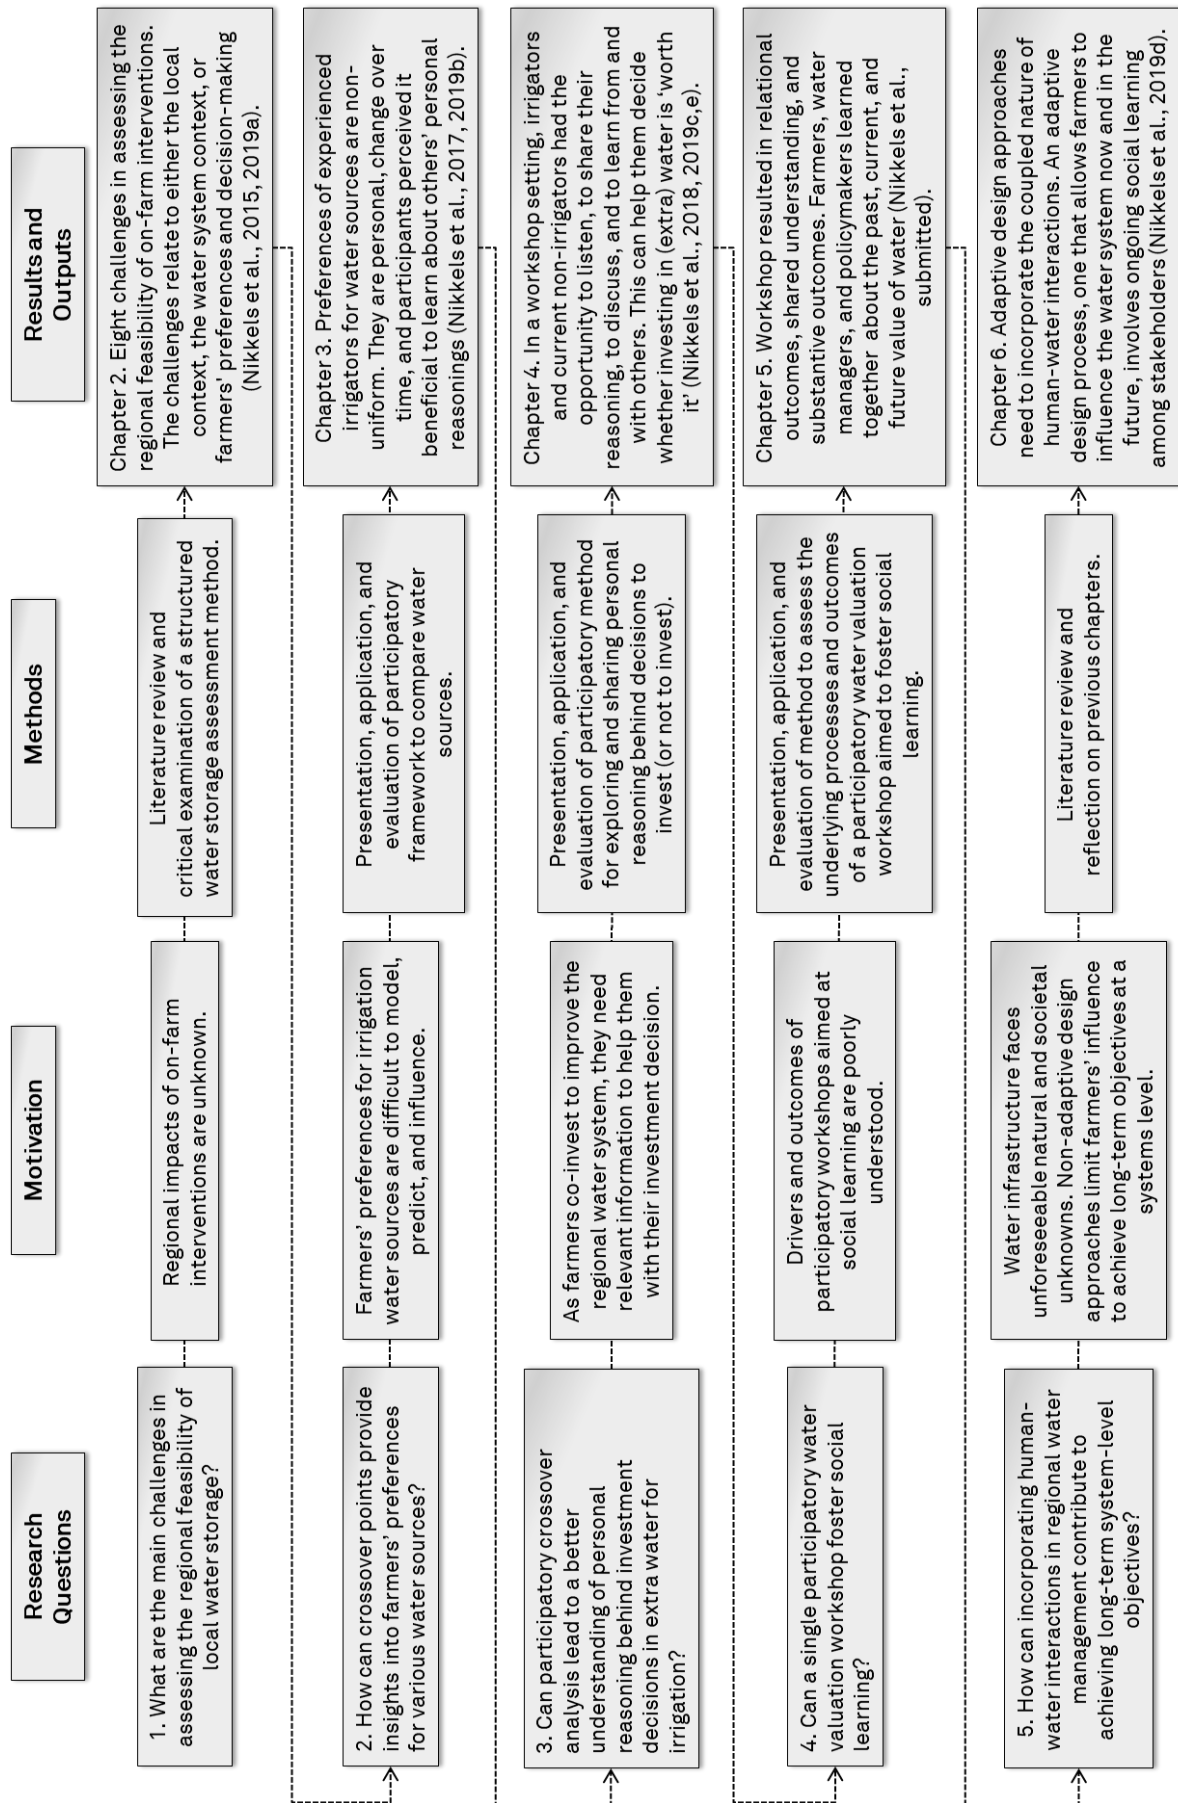 Research
Questions
Motivation
Methods
Results and
Outputs
1. What are the main challenges in
assessing the regional feasibility of
local water storage?
Regional impacts of on-farm
interventions are unknown.
Literature review and
critical examination of a structured
water storage assessment method.
Chapter 2. Eight challenges in assessing the
regional feasibility of on-farm interventions.
The challenges relate to either the local
context, the water system context, or
farmers' preferences and decision-making
(Nikkels et al., 2015, 2019a).
2. How can crossover points provide
insights into farmers' preferences
for various water sources?
Farmers' preferences for irrigation
water sources are difficult to model,
predict, and influence.
Presentation, application, and
evaluation of participatory
framework to compare water
sources.
Chapter 3. Preferences of experienced
irrigators for water sources are non-
uniform. They are personal, change over
time, and participants perceived it
beneficial to learn about others' personal
reasonings (Nikkels et al., 2017, 2019b).
3. Can participatory crossover
analysis lead to a better
understanding of personal
reasoning behind investment
decisions in extra water for
irrigation?
As farmers co-invest to improve the
regional water system, they need
relevant information to help them
with their investment decision.
Presentation, application, and
evaluation of participatory method
for exploring and sharing personal
reasoning behind decisions to
invest (or not to invest).
Chapter 4. In a workshop setting, irrigators
and current non-irrigators had the
opportunity to listen, to share their
reasoning, to discuss, and to learn from and
with others. This can help them decide
whether investing in (extra) water is 'worth
it' (Nikkels et al., 2018, 2019c,e).
4. Can a single participatory water
valuation workshop foster social
learning?
Drivers and outcomes of
participatory workshops aimed at
social learning are poorly
understood.
Presentation, application, and
evaluation of method to assess the
underlying processes and outcomes
of a participatory water valuation
workshop aimed to foster social
learning.
Chapter 5. Workshop resulted in relational
outcomes, shared understanding, and
substantive outcomes. Farmers, water
managers, and policymakers learned
together about the past, current, and
future value of water (Nikkels et al.,
submitted).
5. How can incorporating human-
water interactions in regional water
management contribute to
achieving long-term system-level
objectives?
Water infrastructure faces
unforeseeable natural and societal
unknowns. Non-adaptive design
approaches limit farmers' influence
to achieve long-term objectives at a
systems level.
Literature review and
reflection on previous chapters.
Chapter 6. Adaptive design approaches
need to incorporate the coupled nature of
human-water interactions. An adaptive
design process, one that allows farmers to
influence the water system now and in the
future, involves ongoing social learning
among stakeholders (Nikkels et al., 2019d).